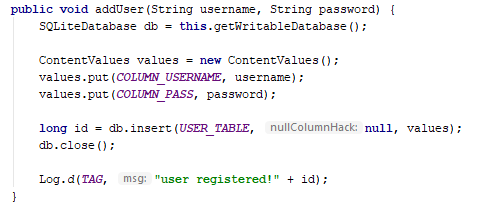 public void addUser(String username, String password) {
    SQLiteDatabase db = this.getWritableDatabase();

    ContentValues values = new ContentValues();
    values.put(COLUMN_USERNAME, username);
    values.put(COLUMN_PASS, password);

    long id = db.insert(USER_TABLE, nullColumnHack: null, values);
    db.close();

    Log.d(TAG, msg: "user registered!" + id);
}